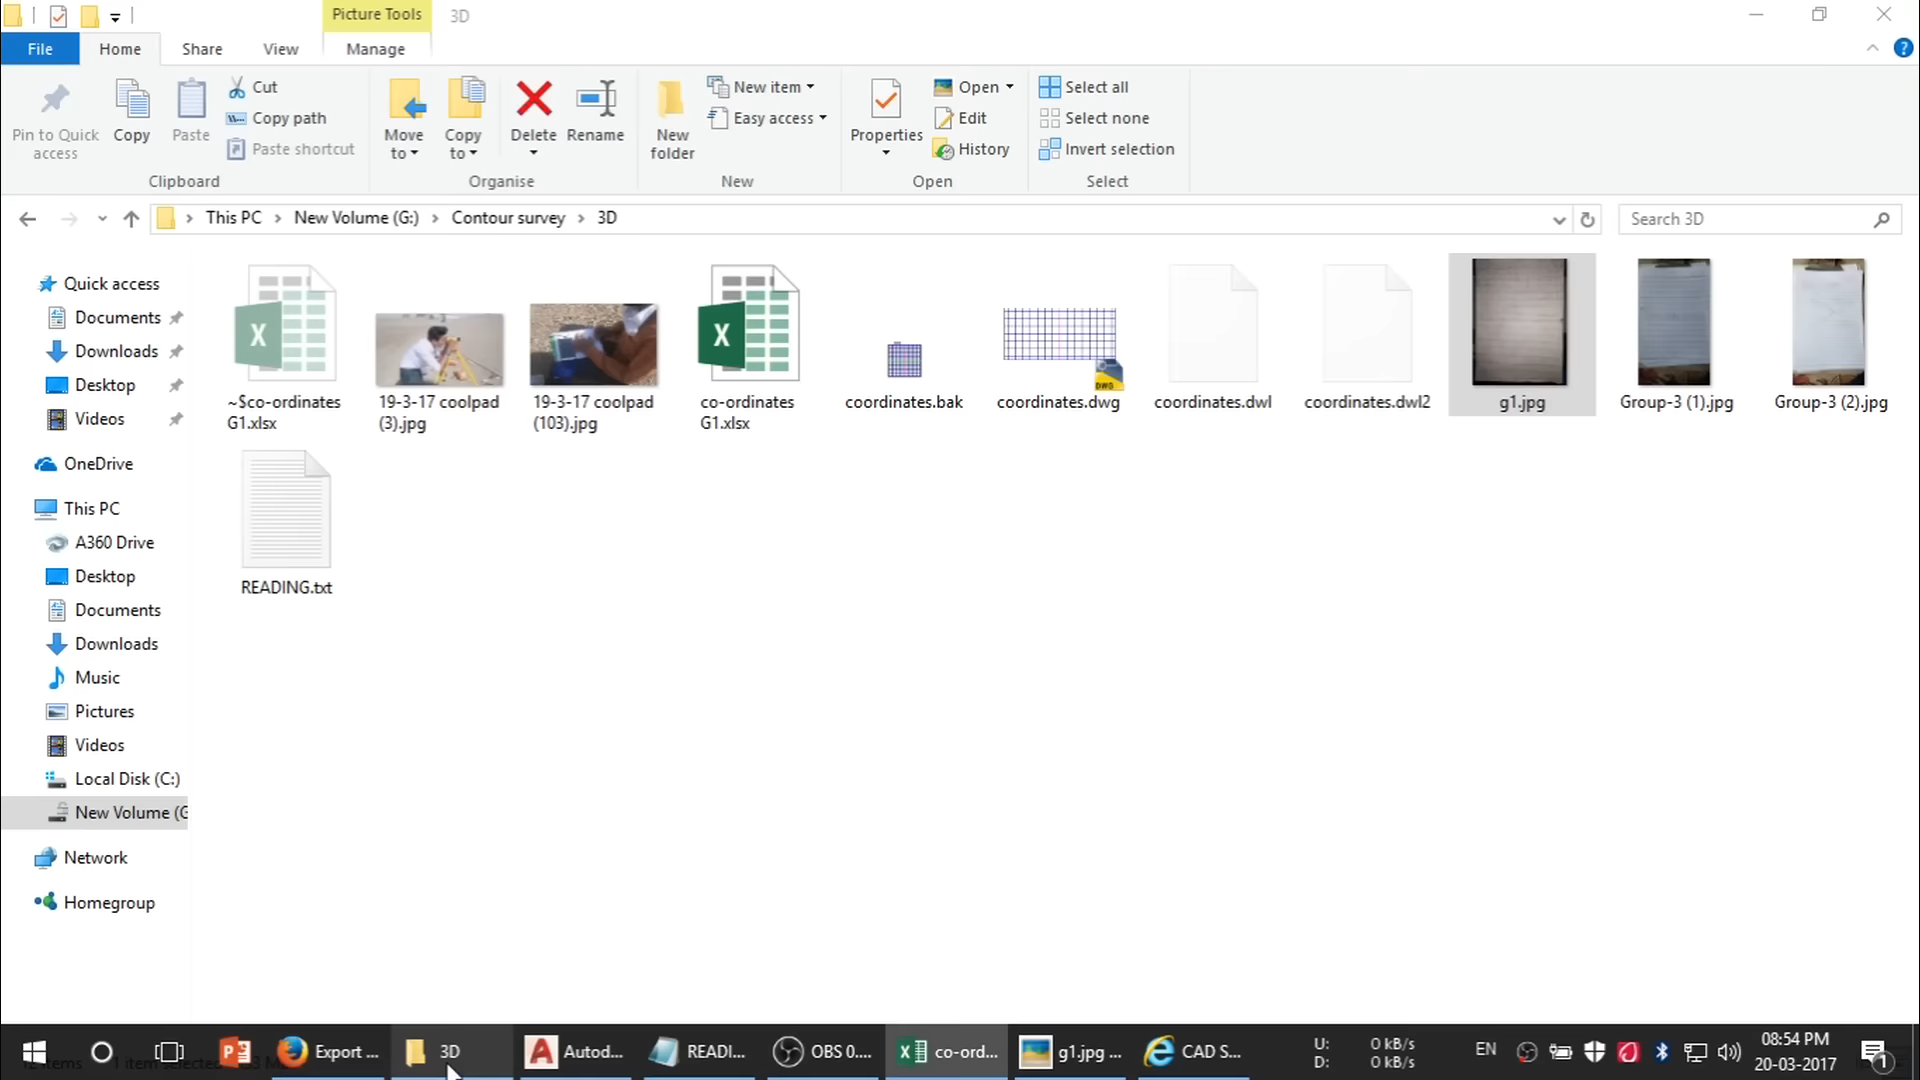 Picture Tools
3D
File
Home
Share
View
Manage
Pin to Quick access
Copy
Paste
Cut
Copy path
Paste shortcut
Clipboard
Move to
Copy to
Delete
Rename
Organise
New folder
New item
Easy access
New
Properties
Open
Edit
History
Open
Select all
Select none
Invert selection
Select
This PC
New Volume (G:)
Contour survey
3D
Search 3D
Quick access
Documents
Downloads
Desktop
Videos
OneDrive
This PC
A360 Drive
Desktop
Documents
Downloads
Music
Pictures
Videos
Local Disk (C:)
New Volume (G
Network
Homegroup
~$co-ordinates
G1.xlsx
19-3-17 coolpad
(3).jpg
19-3-17 coolpad
(103).jpg
co-ordinates
G1.xlsx
coordinates.bak
DWG
coordinates.dwg
coordinates.dwl
coordinates.dwl2
g1.jpg
Group-3 (1).jpg
Group-3 (2).jpg
READING.txt
Export ...
3D
Autod...
READI...
OBS 0....
co-ord...
g1.jpg ...
CAD S...
U: 0 kB/s
D: 0 kB/s
EN
08:54 PM
20-03-2017
1